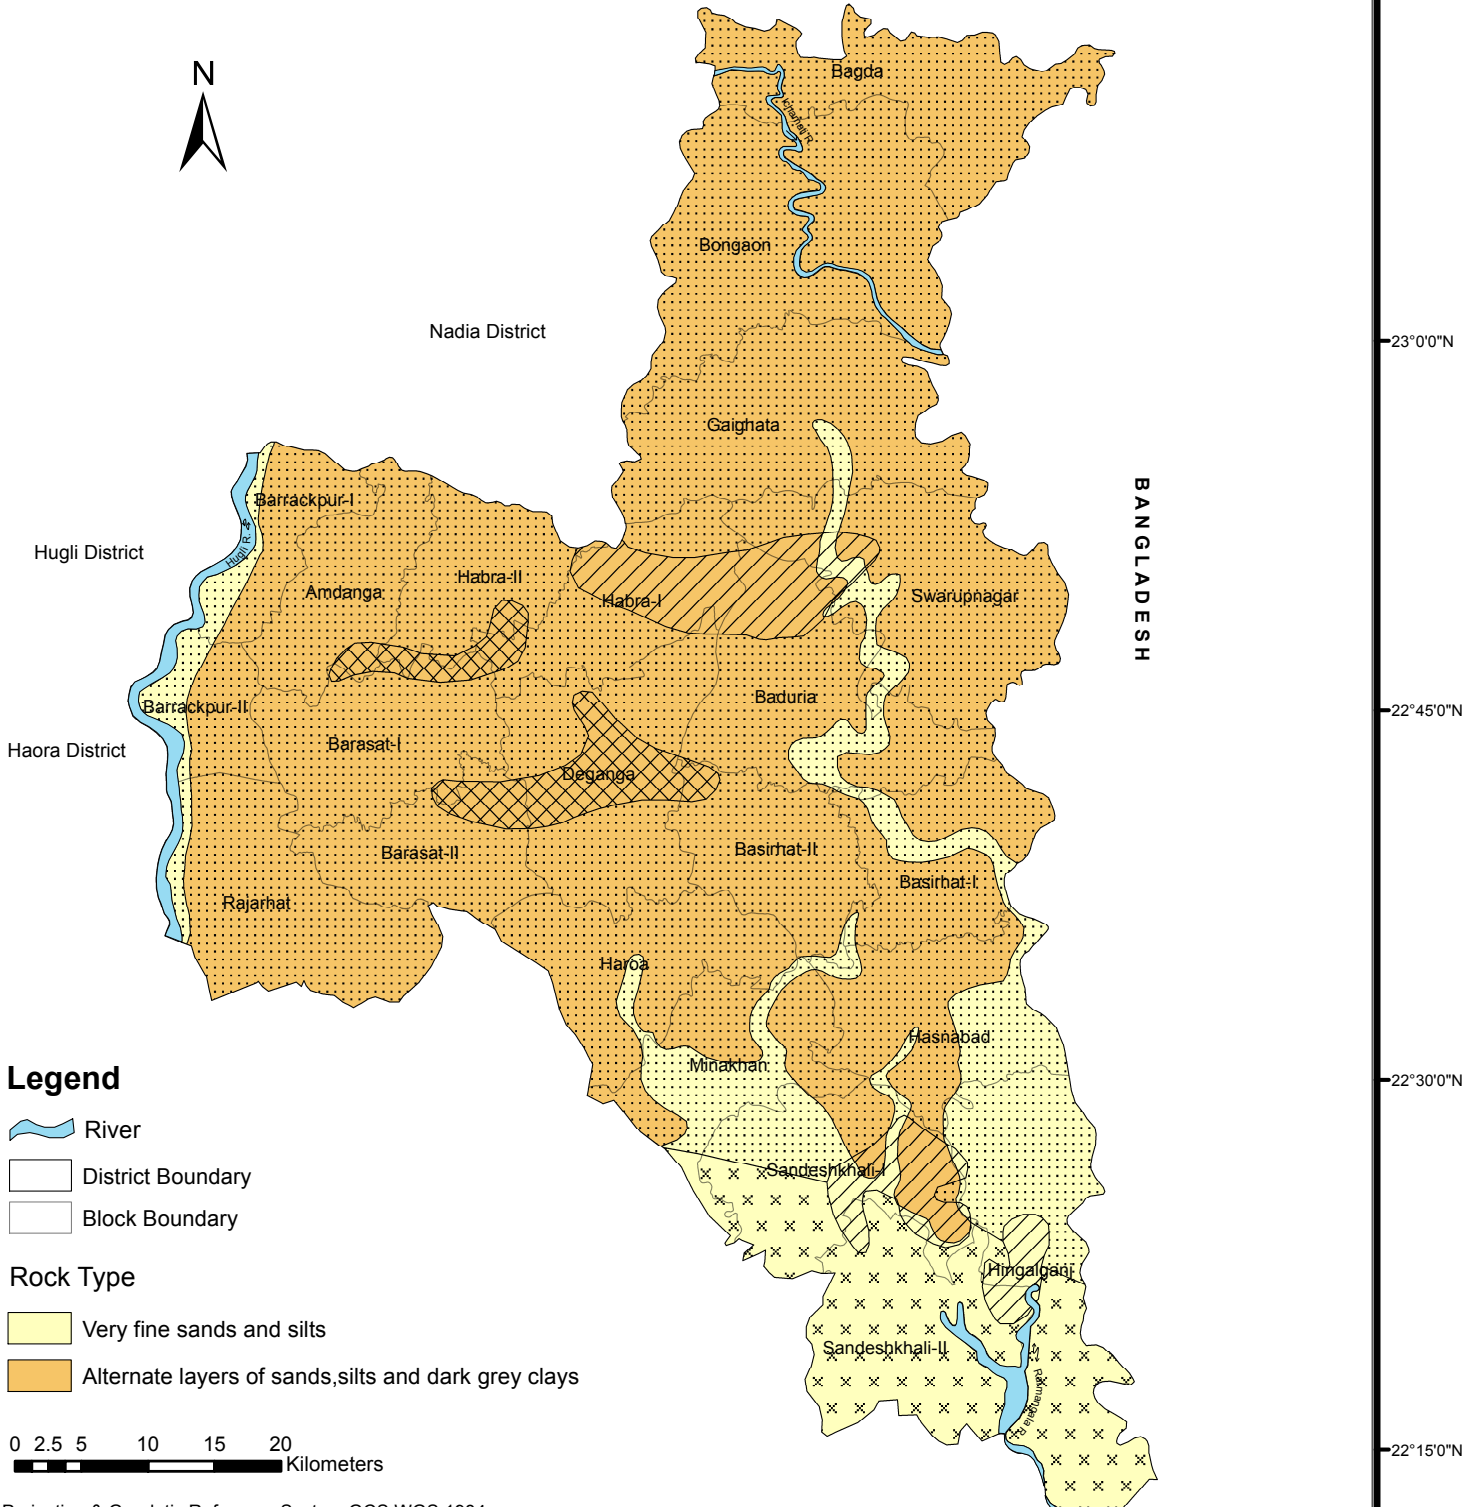 N
Bagda
Ichamati R.
Bongaon
Nadia District
23°0'0"N
Gaighata
BANGLADESH
Barrackpur-I
Hugli R.
Hugli District
Habra-II
Amdanga
Habra-I
Swarupnagar
Baduria
Barrackpur-II
22°45'0"N
Haora District
Barasat-I
Deganga
Barasat-II
Basirhat-II
Basirhat-I
Rajarhat
Haroa
Hasnabad
Minakhan
22°30'0"N
Sandeshkhali-I
Hingalganj
Sandeshkhali-II
Raimangala R.
22°15'0"N
Legend
River
District Boundary
Block Boundary
Rock Type
Very fine sands and silts
Alternate layers of sands,silts and dark grey clays
0 2.5 5 10 15 20
Kilometers